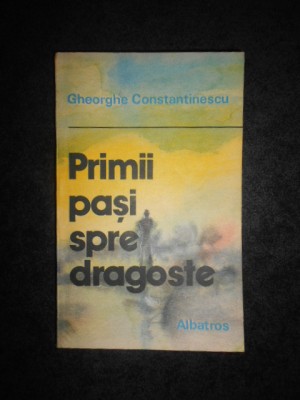 Gheorghe Constantinescu
Primii
pași
spre
dragoste
Albatros